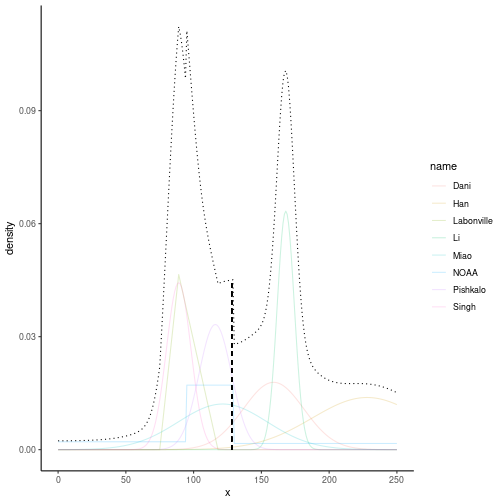 0.09
0.06
0.03
0.00
density
0
50
100
150
200
250
x
name
Dani
Han
Labonville
Li
Miao
NOAA
Pishkalo
Singh